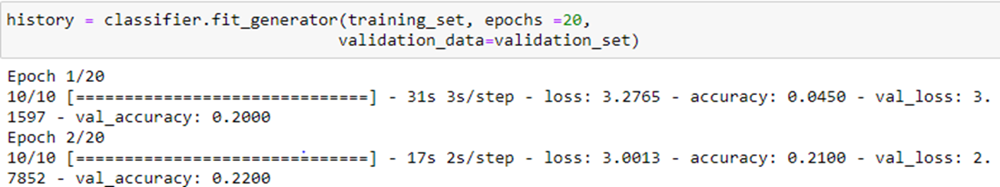 history = classifier.fit_generator(training_set, epochs =20,
validation_data=validation_set)
Epoch 1/20
10/10 [==============================] - 31s 3s/step - loss: 3.2765 - accuracy: 0.0450 - val_loss: 3.
1597 - val_accuracy: 0.2000
Epoch 2/20
10/10 [==============================] - 17s 2s/step - loss: 3.0013 - accuracy: 0.2100 - val_loss: 2.
7852 - val_accuracy: 0.2200